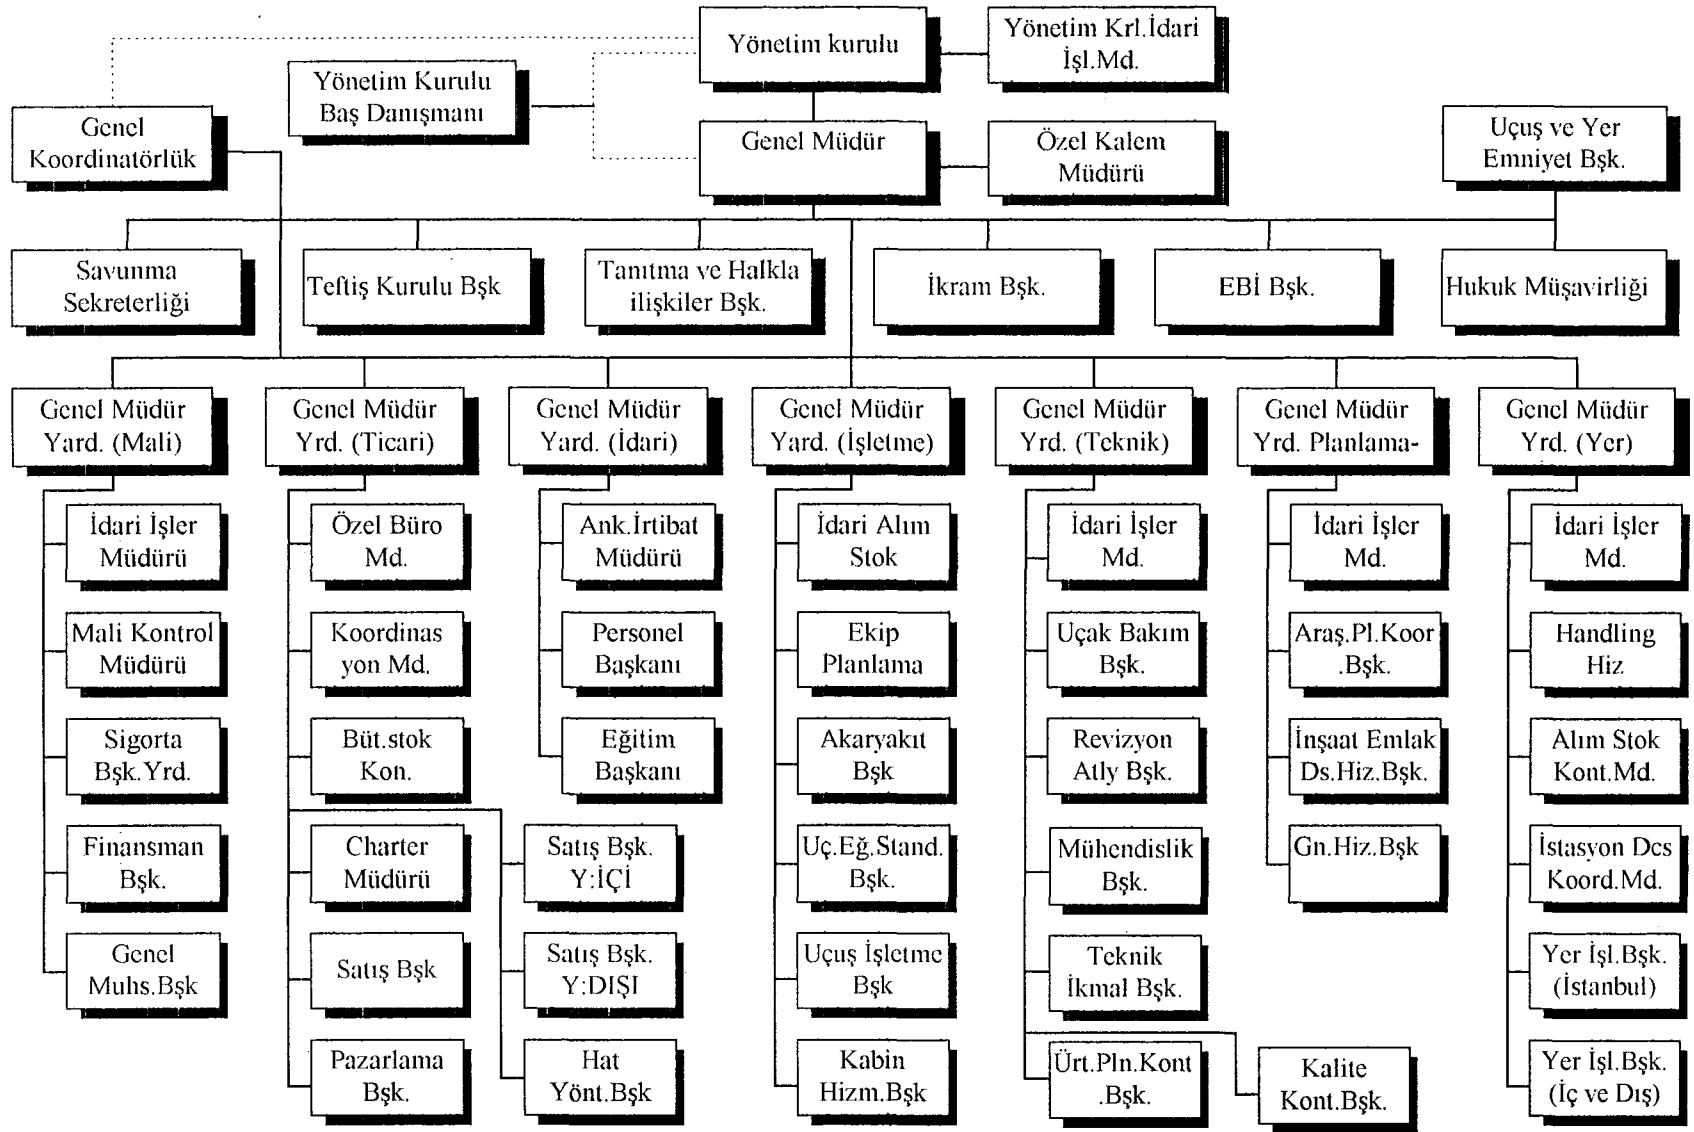 Yönetim kurulu
Yönetim Krl.İdari
İşl.Md.
Yönetim Kurulu
Baş Danışmanı
Genel
Koordinatörlük
Genel Müdür
Özel Kalem
Müdürü
Uçuş ve Yer
Emniyet Bşk.
Savunma
Sekreterliği
Teftiş Kurulu Bşk
Tanıtma ve Halkla
ilişkiler Bşk.
İkram Bşk.
EBİ Bşk.
Hukuk Müşavirliği
Genel Müdür
Yard. (Mali)
Genel Müdür
Yrd. (Ticari)
Genel Müdür
Yard. (İdari)
Genel Müdür
Yard. (İşletme)
Genel Müdür
Yrd. (Teknik)
Genel Müdür
Yrd. Planlama-
Genel Müdür
Yrd. (Yer)
İdari İşler
Müdürü
Mali Kontrol
Müdürü
Sigorta
Bşk.Yrd.
Finansman
Bşk.
Genel
Muhs.Bşk
Özel Büro
Md.
Koordinas
yon Md.
Büt.stok
Kon.
Charter
Müdürü
Satış Bşk
Pazarlama
Bşk.
Satış Bşk.
Y:İÇİ
Satış Bşk.
Y:DIŞI
Hat
Yönt.Bşk
Ank.İrtibat
Müdürü
Personel
Başkanı
Eğitim
Başkanı
İdari Alım
Stok
Ekip
Planlama
Akaryakıt
Bşk
Uç.Eğ.Stand.
Bşk.
Uçuş İşletme
Bşk
Kabin
Hizm.Bşk
İdari İşler
Md.
Uçak Bakım
Bşk.
Revizyon
Atly Bşk.
Mühendislik
Bşk.
Teknik
İkmal Bşk.
Ürt.Pln.Kont
.Bşk.
Kalite
Kont.Bşk.
İdari İşler
Md.
Araş.Pl.Koor
.Bşk.
İnşaat Emlak
Ds.Hiz.Bşk.
Gn.Hiz.Bşk
İdari İşler
Md.
Handling
Hiz
Alım Stok
Kont.Md.
İstasyon Des
Koord.Md.
Yer İşl.Bşk.
(İstanbul)
Yer İşl.Bşk.
(İç ve Dış)